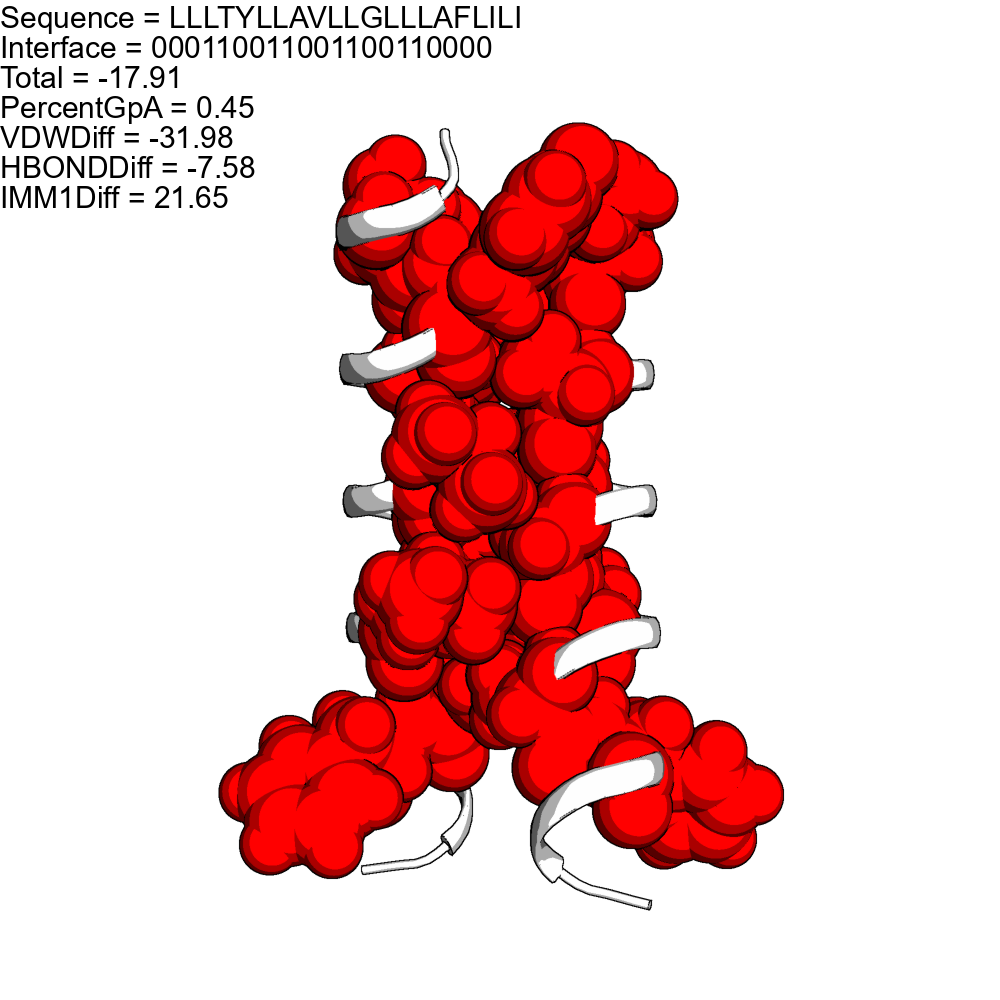 Sequence = LLLTYLLAVLLGLLLAFLILI
Interface = 000110011001100110000
Total = -17.91
PercentGpA = 0.45
VDWDiff = -31.98
HBONDDiff = -7.58
IMM1Diff = 21.65